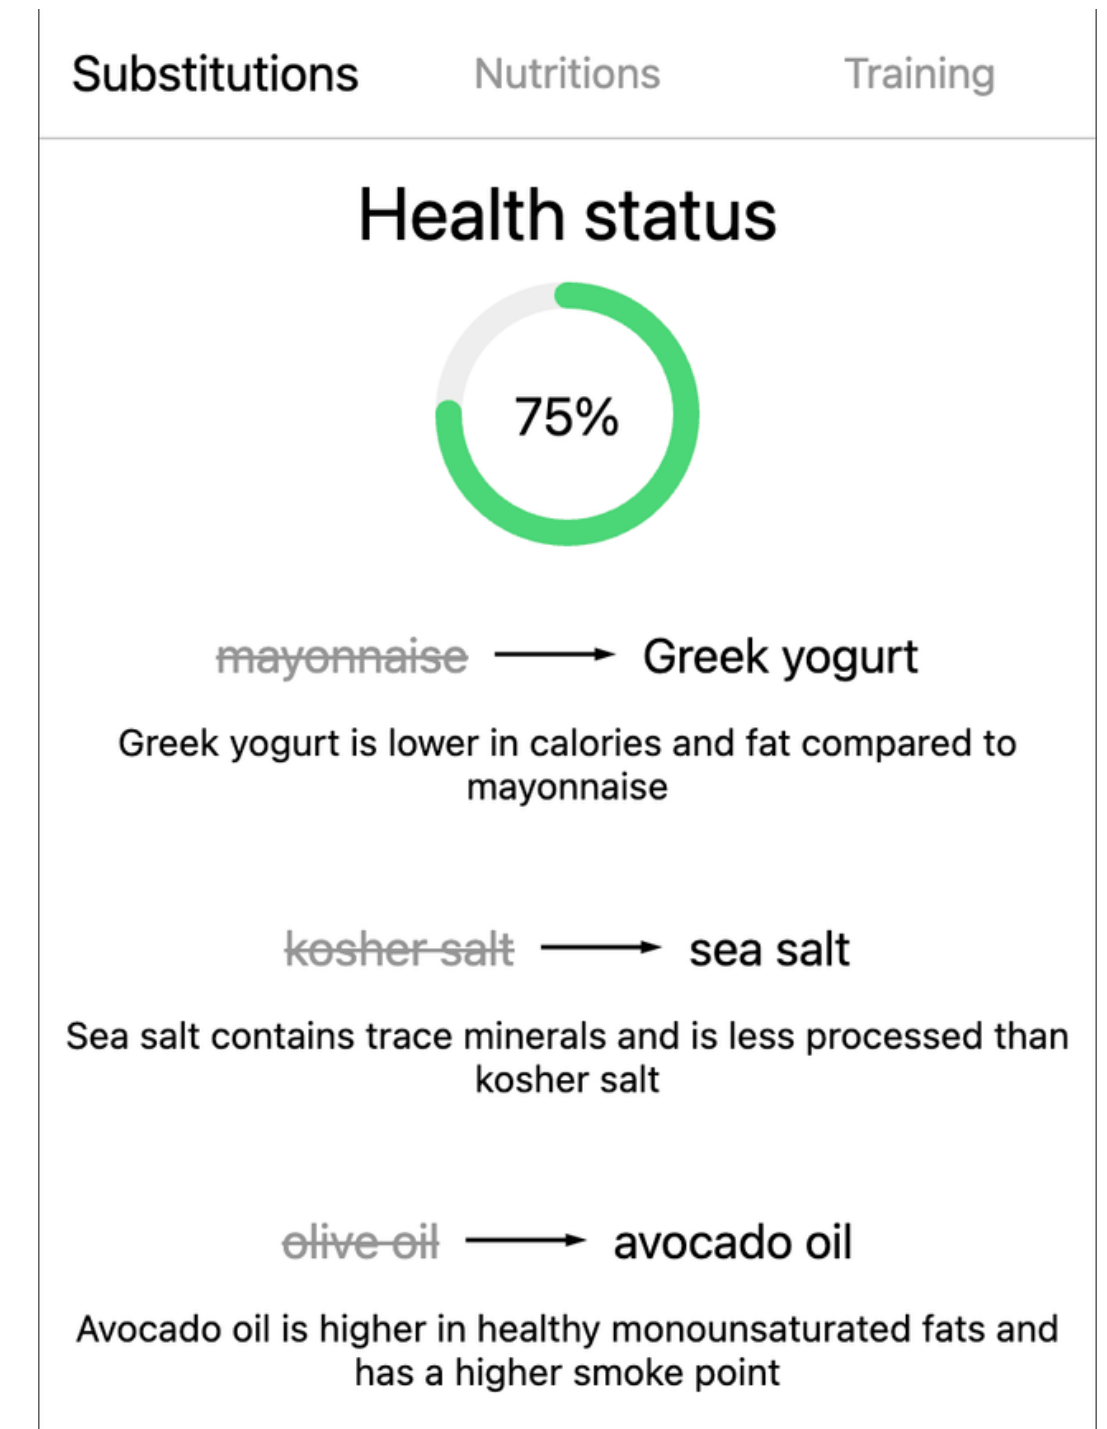 Substitutions Nutritions Training
Health status
75%
mayonnaise Greek yogurt
Greek yogurt is lower in calories and fat compared to
mayonnaise
kosher salt sea salt
Sea salt contains trace minerals and is less processed than
kosher salt
olive oil avocado oil
Avocado oil is higher in healthy monounsaturated fats and
has a higher smoke point